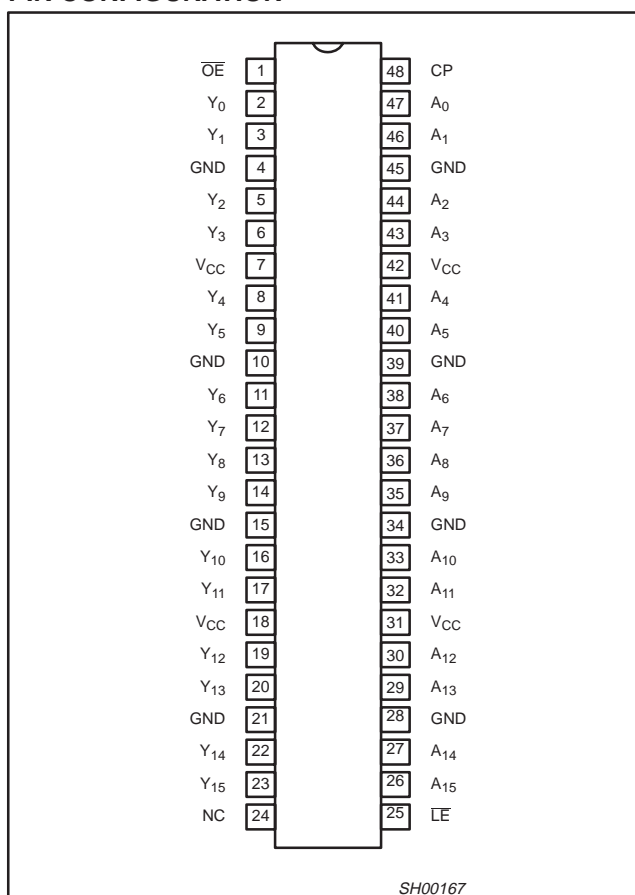 OE 1 48 CP
Y0 2 47 A0
Y1 3 46 A1
GND 4 45 GND
Y2 5 44 A2
Y3 6 43 A3
VCC 7 42 VCC
Y4 8 41 A4
Y5 9 40 A5
GND 10 39 GND
Y6 11 38 A6
Y7 12 37 A7
Y8 13 36 A8
Y9 14 35 A9
GND 15 34 GND
Y10 16 33 A10
Y11 17 32 A11
VCC 18 31 VCC
Y12 19 30 A12
Y13 20 29 A13
GND 21 28 GND
Y14 22 27 A14
Y15 23 26 A15
NC 24 25 LE
SH00167